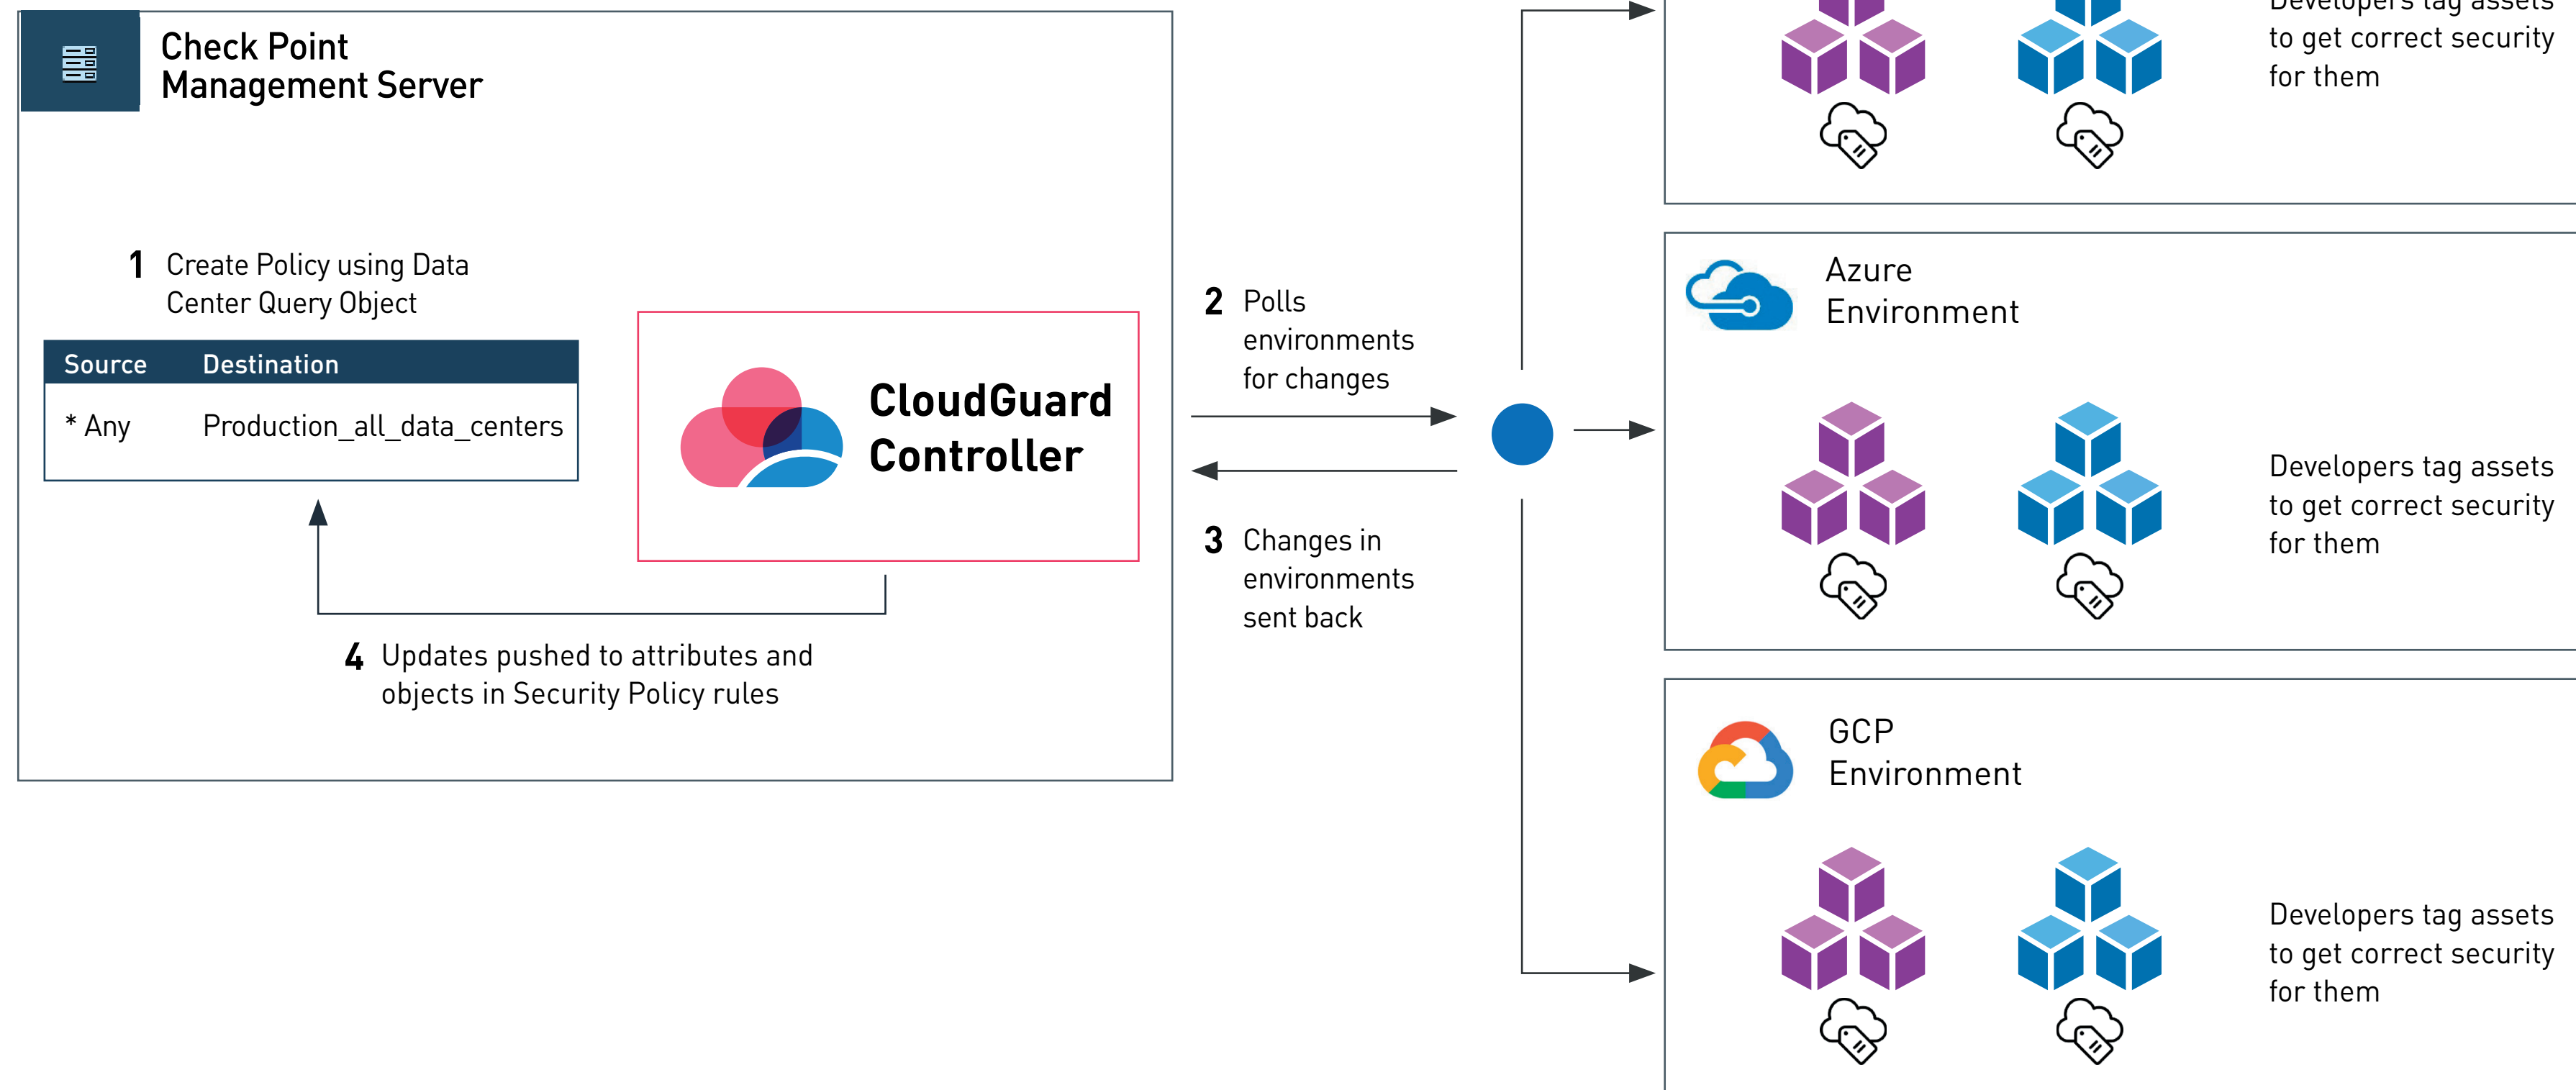 Check Point
Management Server
1 Create Policy using Data
Center Query Object
Source Destination
* Any Production_all_data_centers
CloudGuard
Controller
4 Updates pushed to attributes and
objects in Security Policy rules
2 Polls
environments
for changes
3 Changes in
environments
sent back
Developers tag assets
to get correct security
for them
Azure
Environment
Developers tag assets
to get correct security
for them
GCP
Environment
Developers tag assets
to get correct security
for them